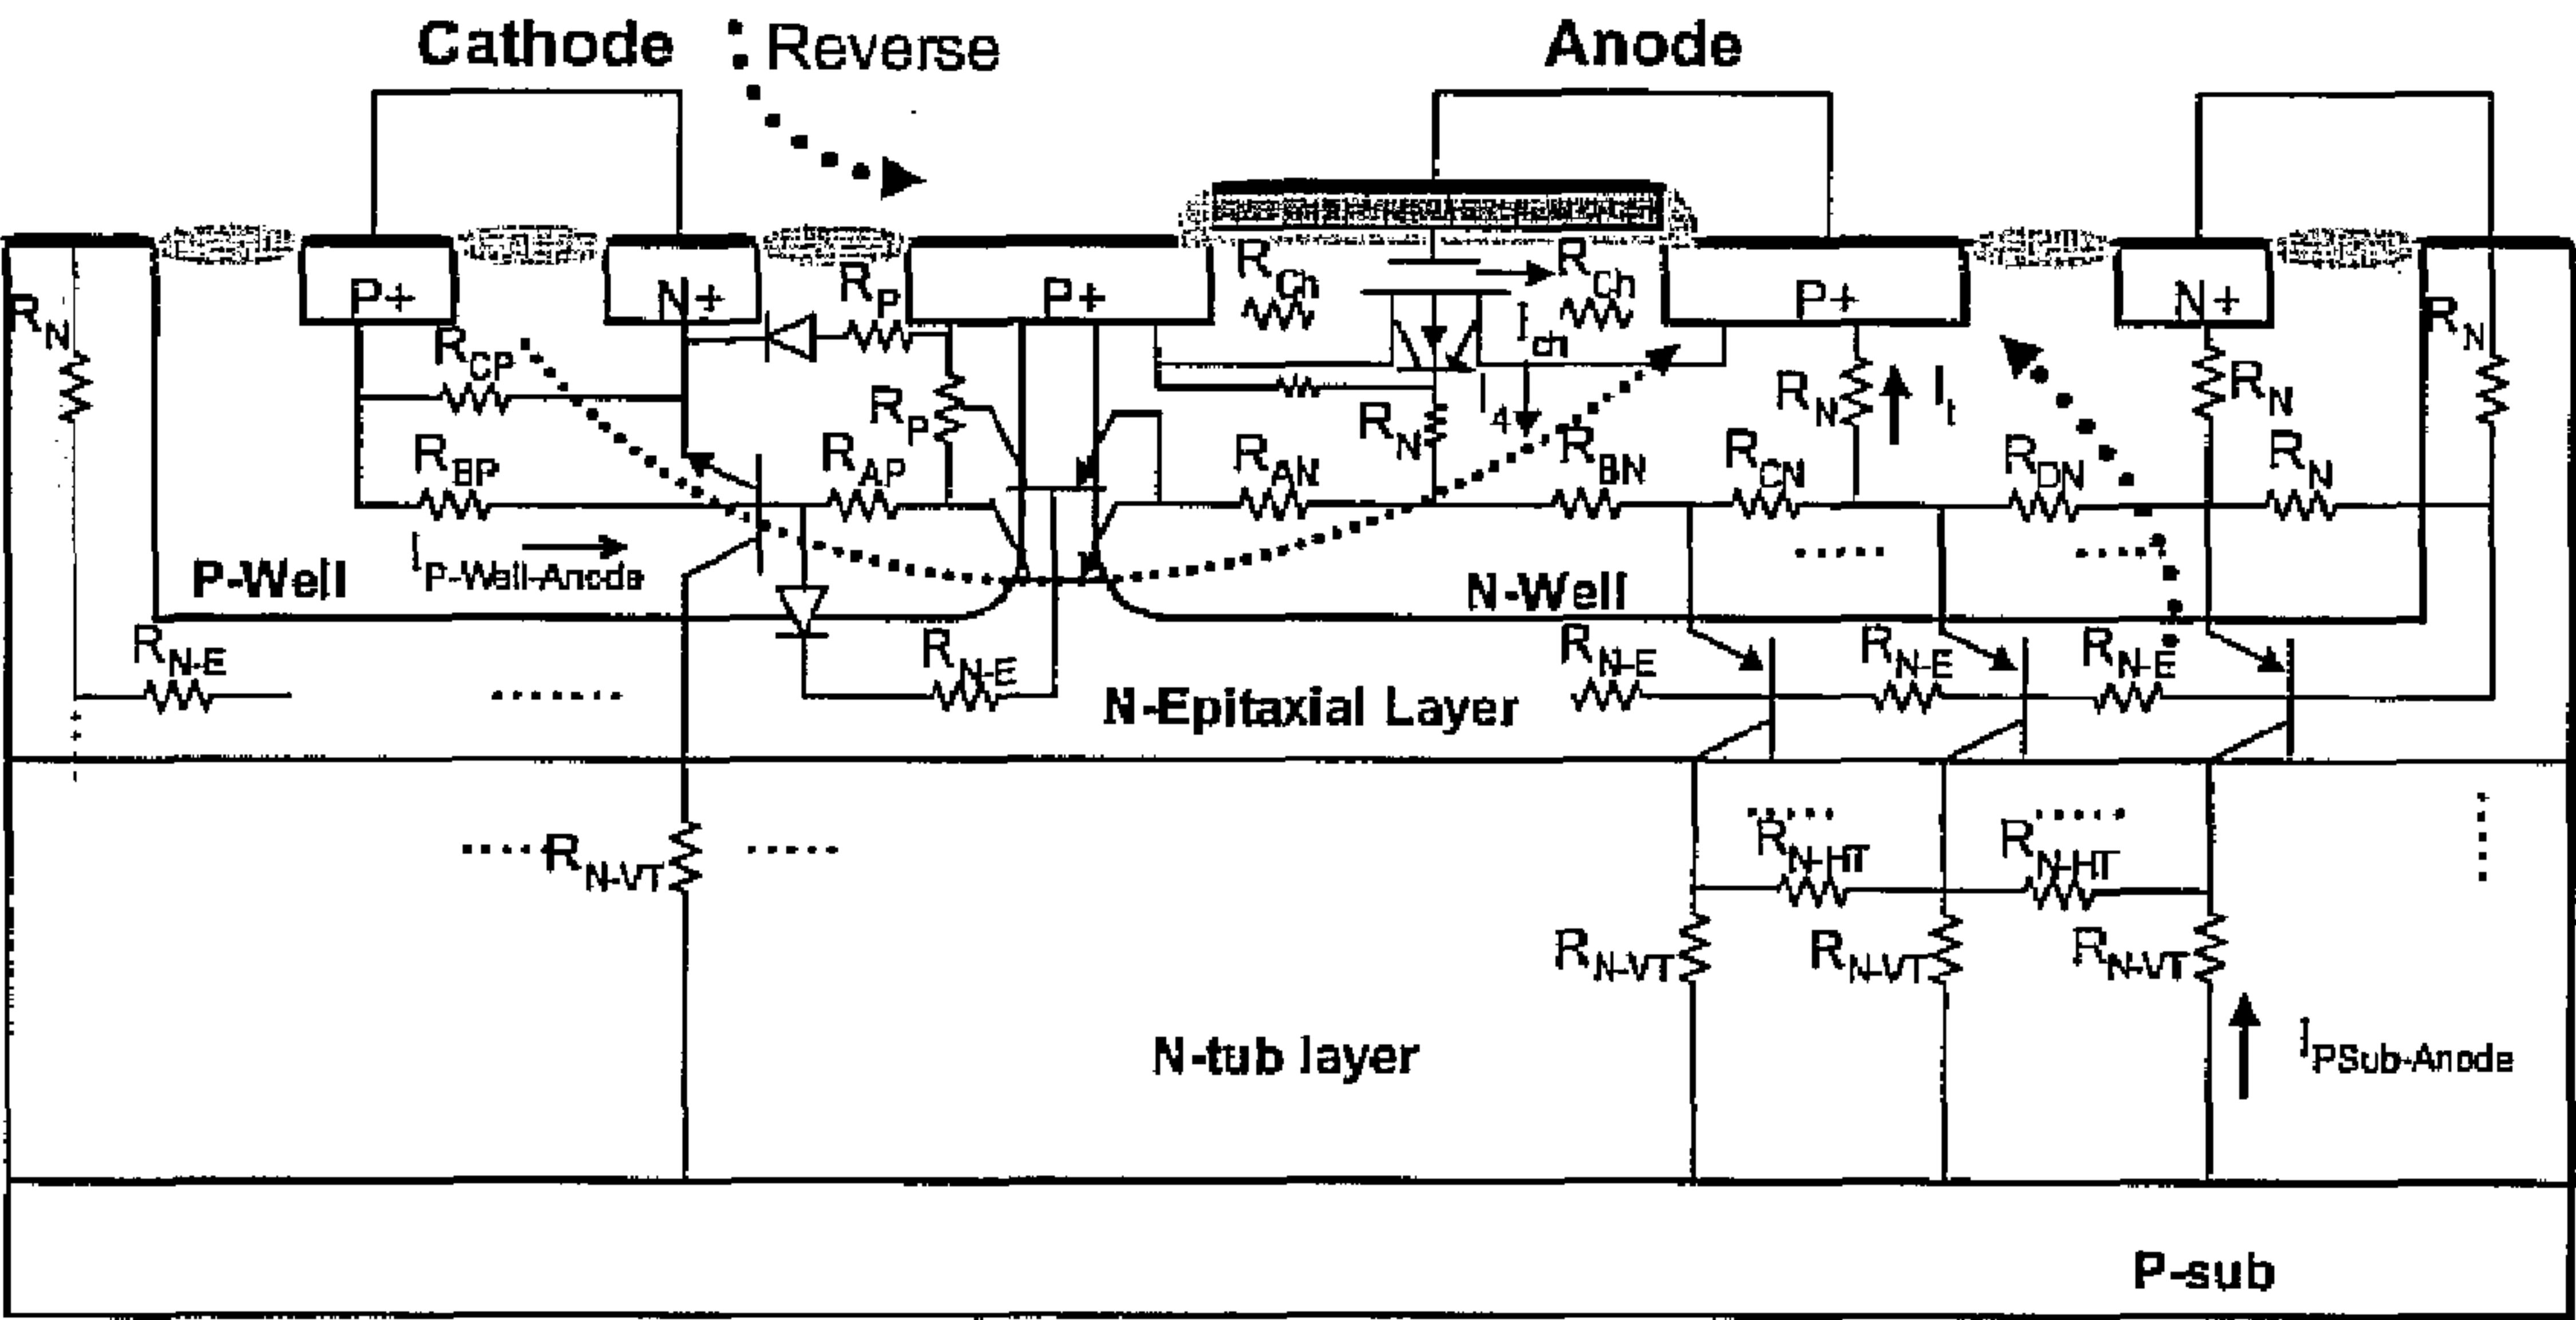 Cathode Reverse Anode
P+ N+ P+ P+ N+
R_N R_P R_Ch R_Ch R_N
I_ch
R_CP R_P R_N I_4 R_N I_t R_N
R_BP R_AP R_AN R_BN R_CN R_DN R_N
I_P-Well-Anode
P-Well N-Well
R_N-E R_N-E R_N-E R_N-E R_N-E
N-Epitaxial Layer
R_N-VT R_N-HT R_N-HT
R_N-VT R_N-VT R_N-VT
N-tub layer I_PSub-Anode
P-sub